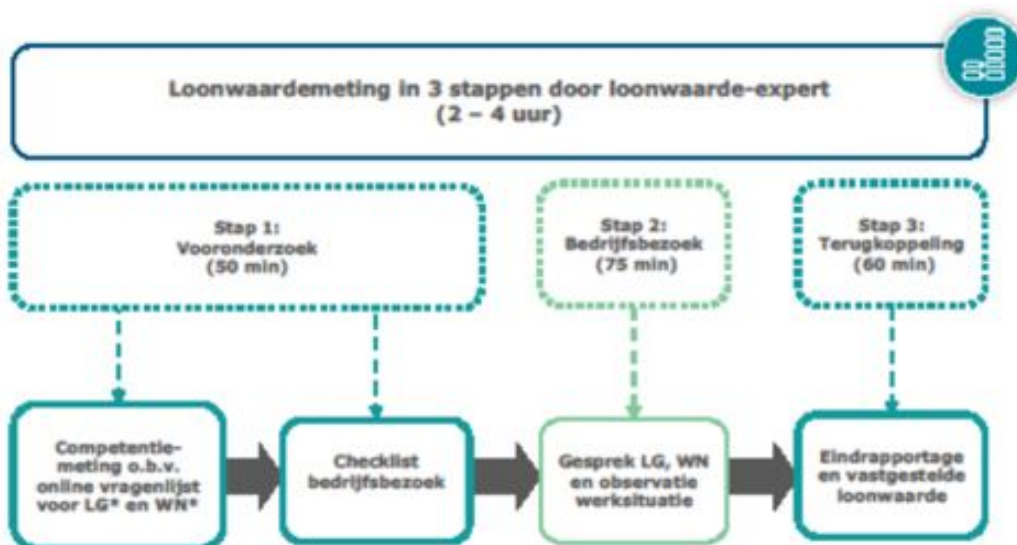 Loonwaardemeting in 3 stappen door loonwaarde-expert
(2 – 4 uur)
Stap 1:
Vooronderzoek
(50 min)
Stap 2:
Bedrijfsbezoek
(75 min)
Stap 3:
Terugkoppeling
(60 min)
Competentie-
meting o.b.v.
online vragenlijst
voor LG* en WN*
Checklist
bedrijfsbezoek
Gesprek LG, WN
en observatie
werksituatie
Eindrapportage
en vastgestelde
loonwaarde